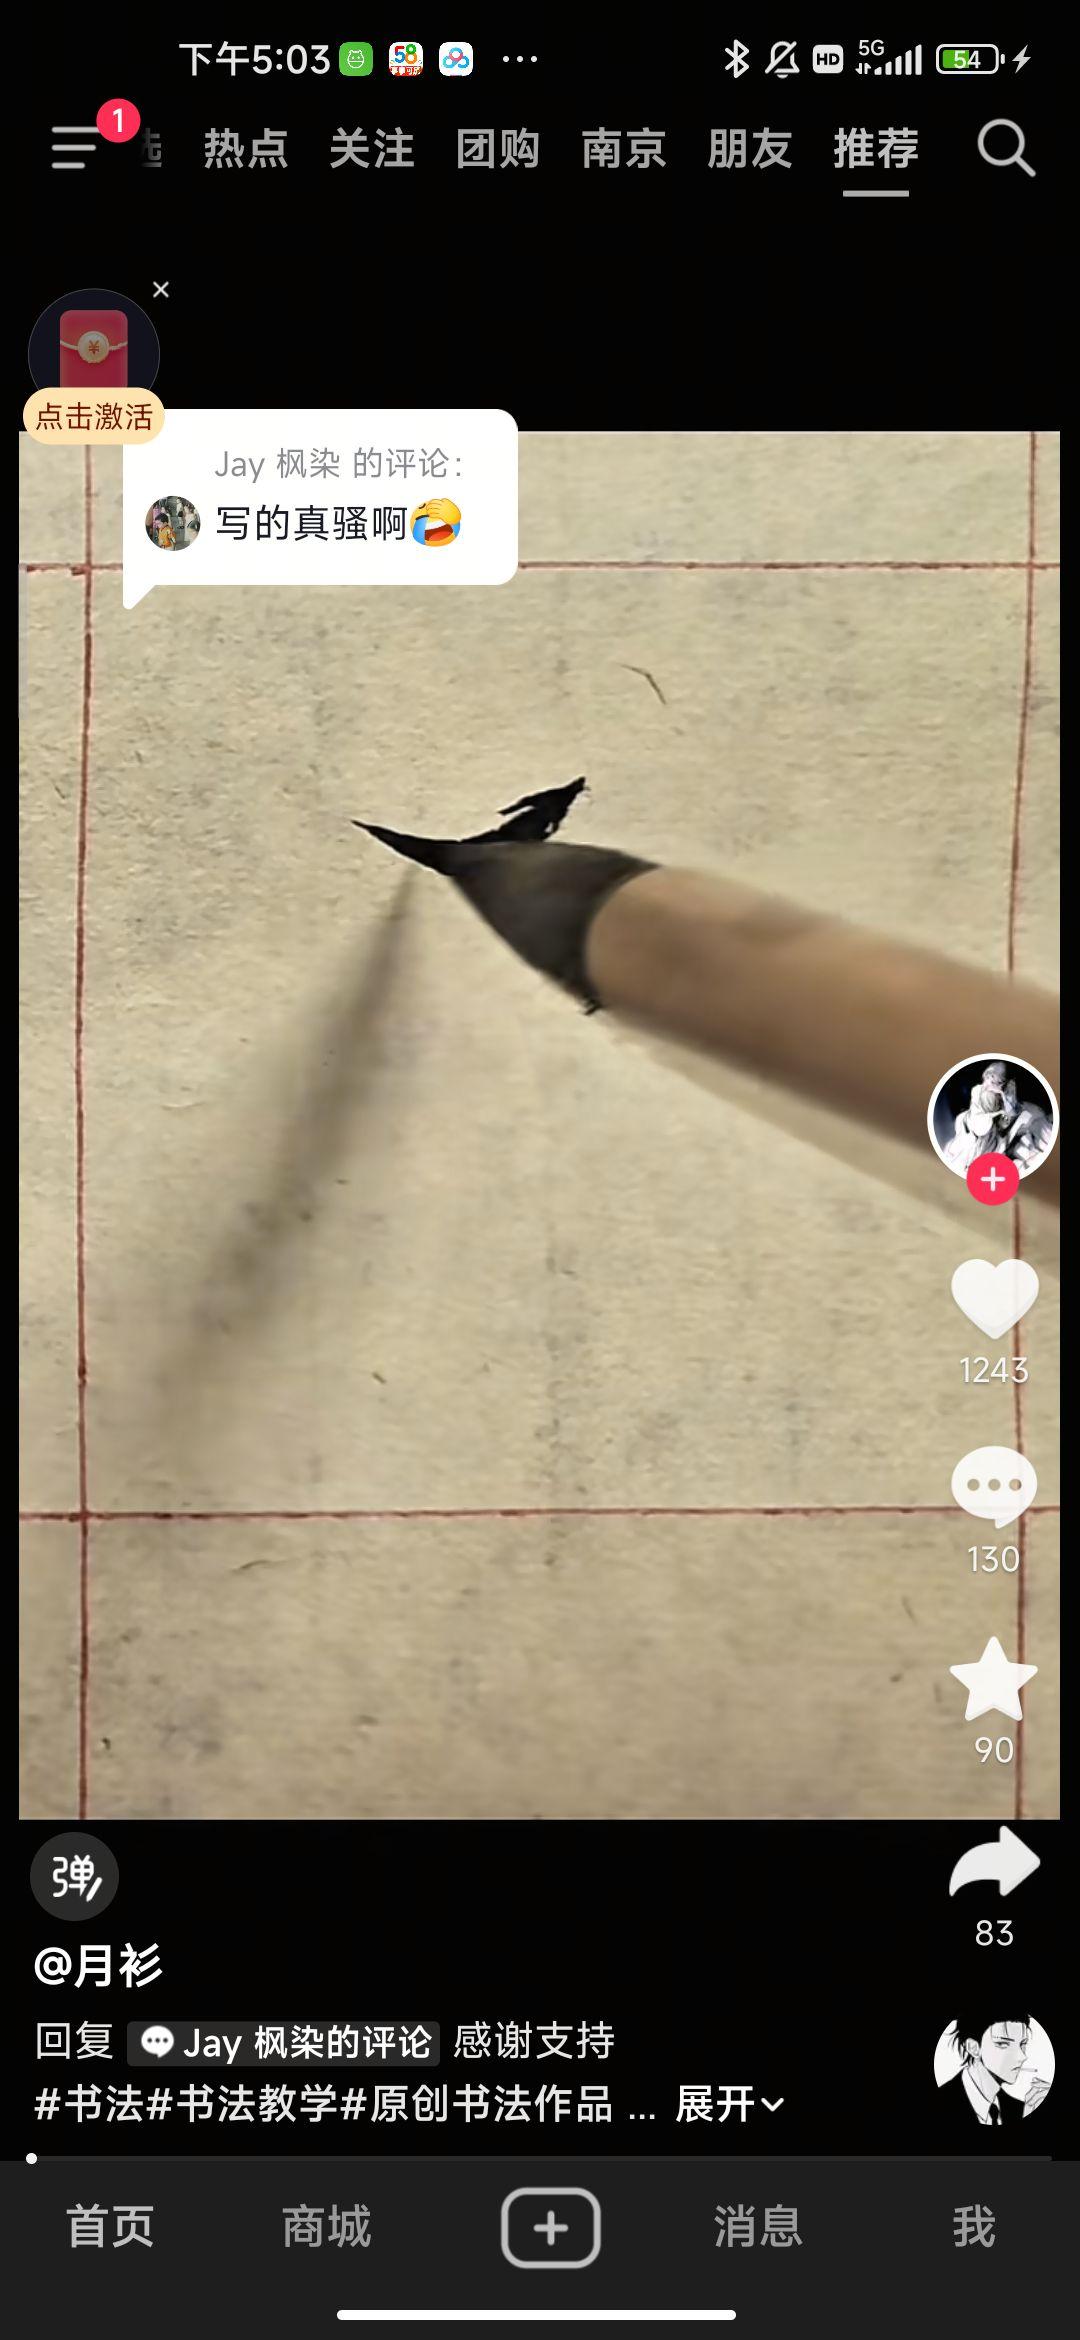 下午5:03
58
HD
5G
54
1
热点 关注 团购 南京 朋友 推荐
点击激活
Jay 枫染 的评论:
写的真骚啊
1243
130
90
弹
83
@月衫
回复 Jay 枫染的评论 感谢支持
#书法#书法教学#原创书法作品 ... 展开
首页 商城 消息 我